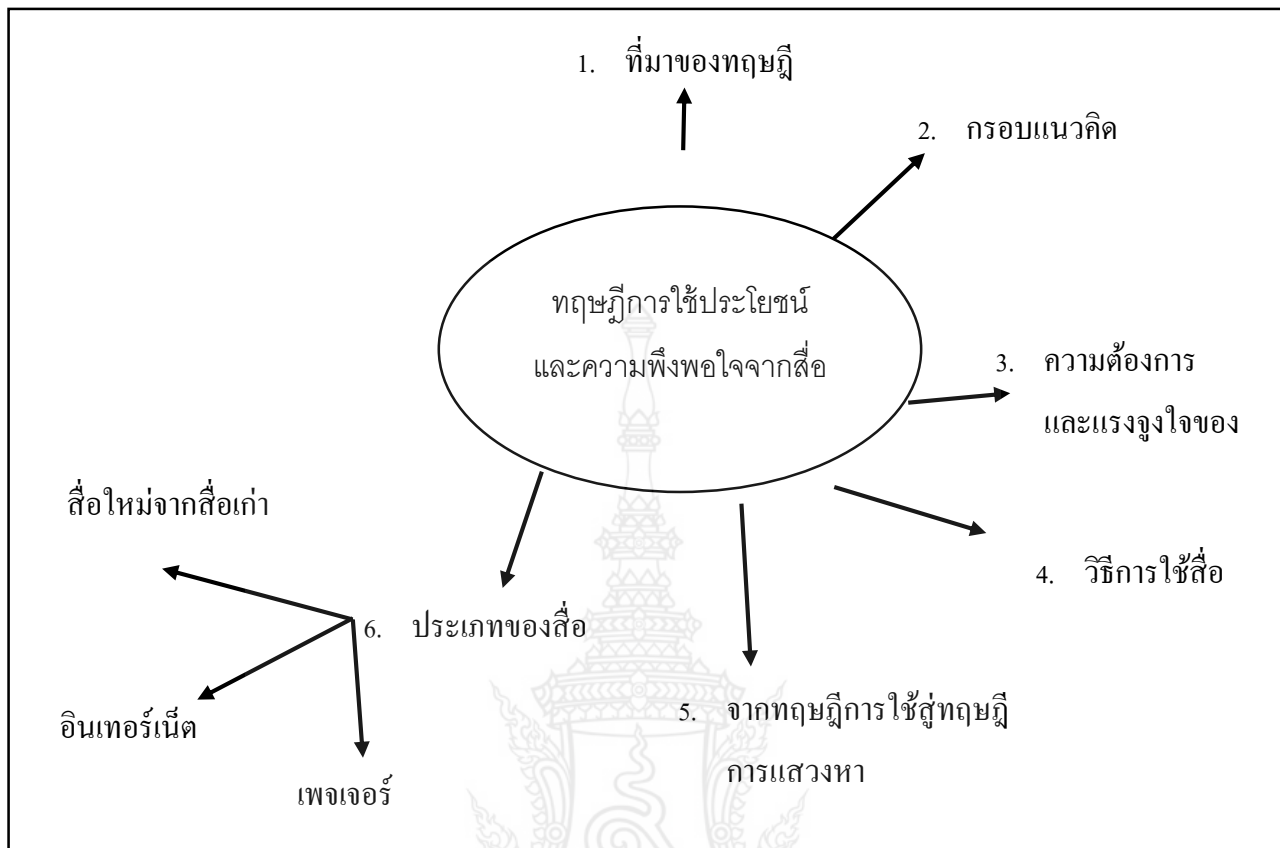 1. ที่มาของทฤษฎี
2. กรอบแนวคิด
ทฤษฎีการใช้ประโยชน์
และความพึงพอใจจากสื่อ
3. ความต้องการ
และแรงจูงใจของ
4. วิธีการใช้สื่อ
5. จากทฤษฎีการใช้สู่ทฤษฎี
การแสวงหา
6. ประเภทของสื่อ
สื่อใหม่จากสื่อเก่า
อินเทอร์เน็ต
เพจเจอร์